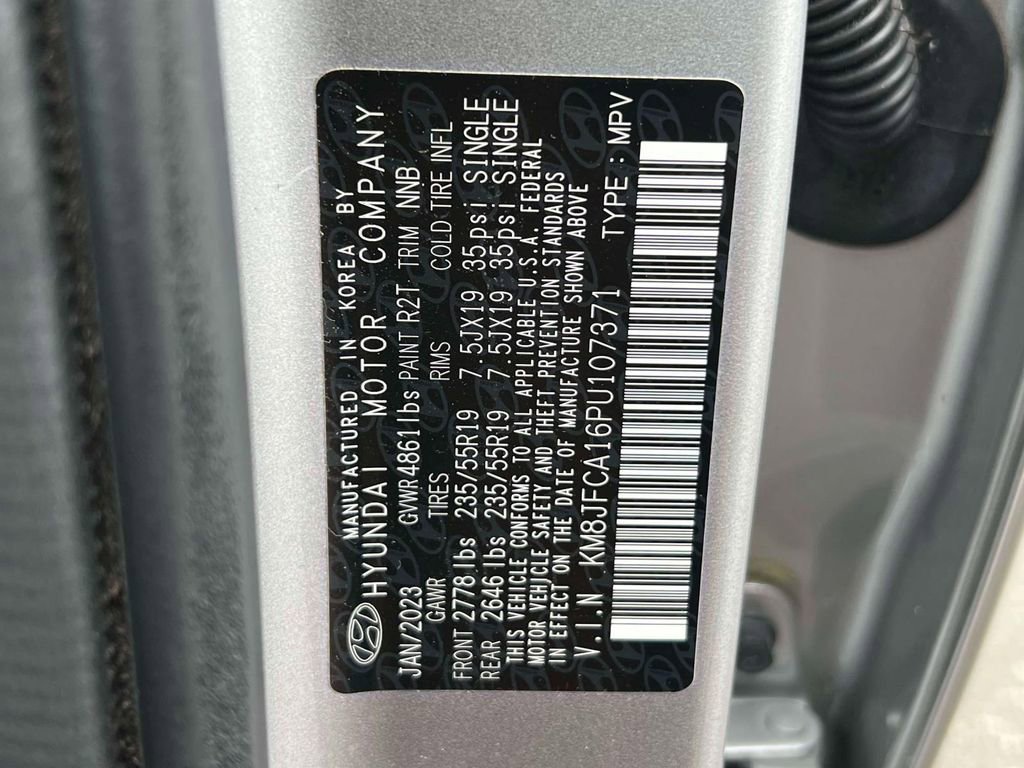 MANUFACTURED IN KOREA BY
HYUNDAI MOTOR COMPANY
JAN/2023 GVWR 4861 lbs PAINT R2T TRIM NNB
GAWR TIRES RIMS COLD TIRE INFL
FRONT 2778 lbs 235/55R19 7.5JX19 35psi SINGLE
REAR 2646 lbs 235/55R19 7.5JX19 35psi SINGLE
THIS VEHICLE CONFORMS TO ALL APPLICABLE U.S.A. FEDERAL
MOTOR VEHICLE SAFETY AND THEFT PREVENTION STANDARDS
IN EFFECT ON THE DATE OF MANUFACTURE SHOWN ABOVE
V.I.N KM8JFCA16PU107371 TYPE : MPV